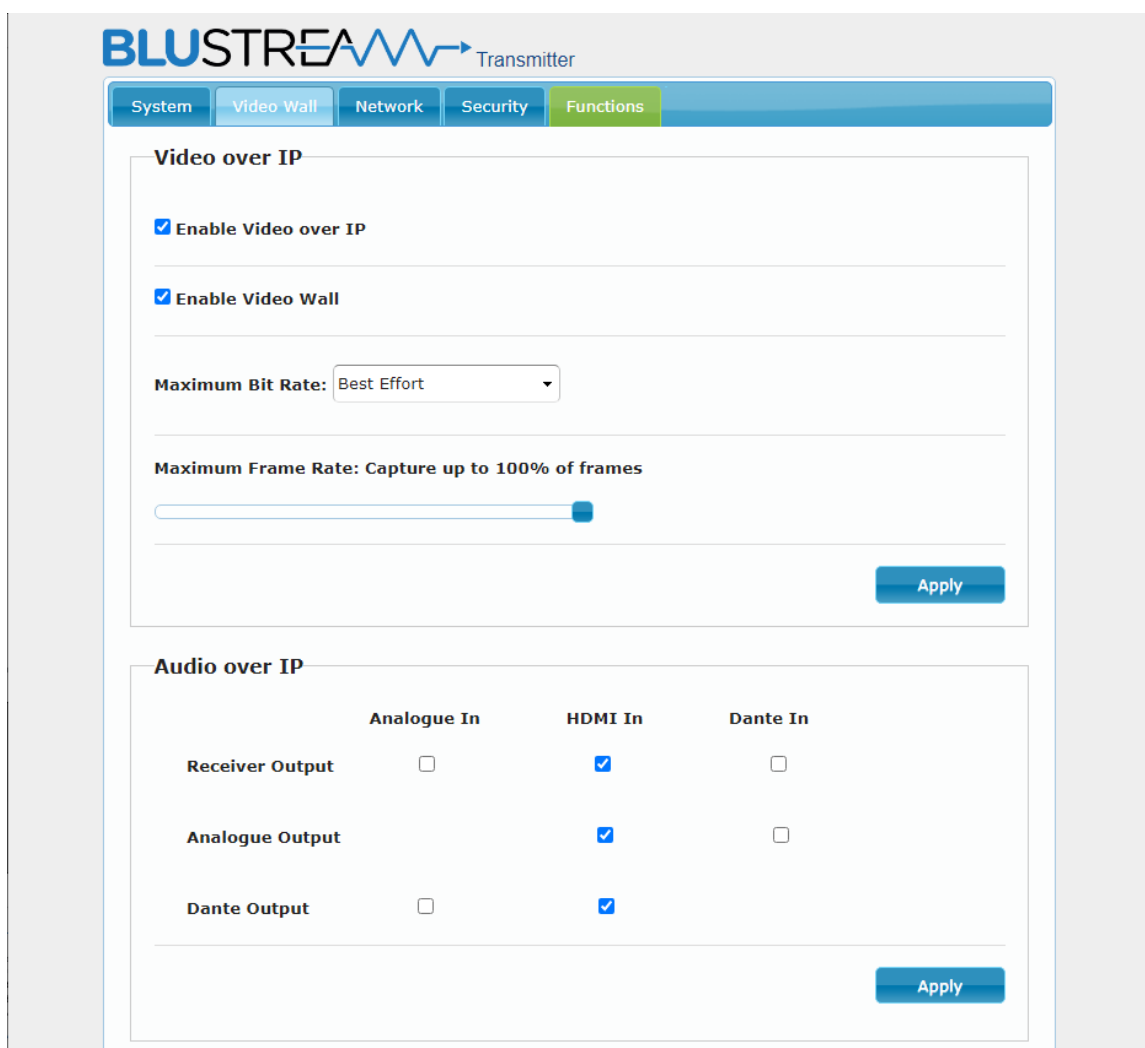 BLUSTREAM Transmitter
System Video Wall Network Security Functions
Video over IP
Enable Video over IP
Enable Video Wall
Maximum Bit Rate: Best Effort
Maximum Frame Rate: Capture up to 100% of frames
Apply
Audio over IP
Analogue In HDMI In Dante In
Receiver Output
Analogue Output
Dante Output
Apply